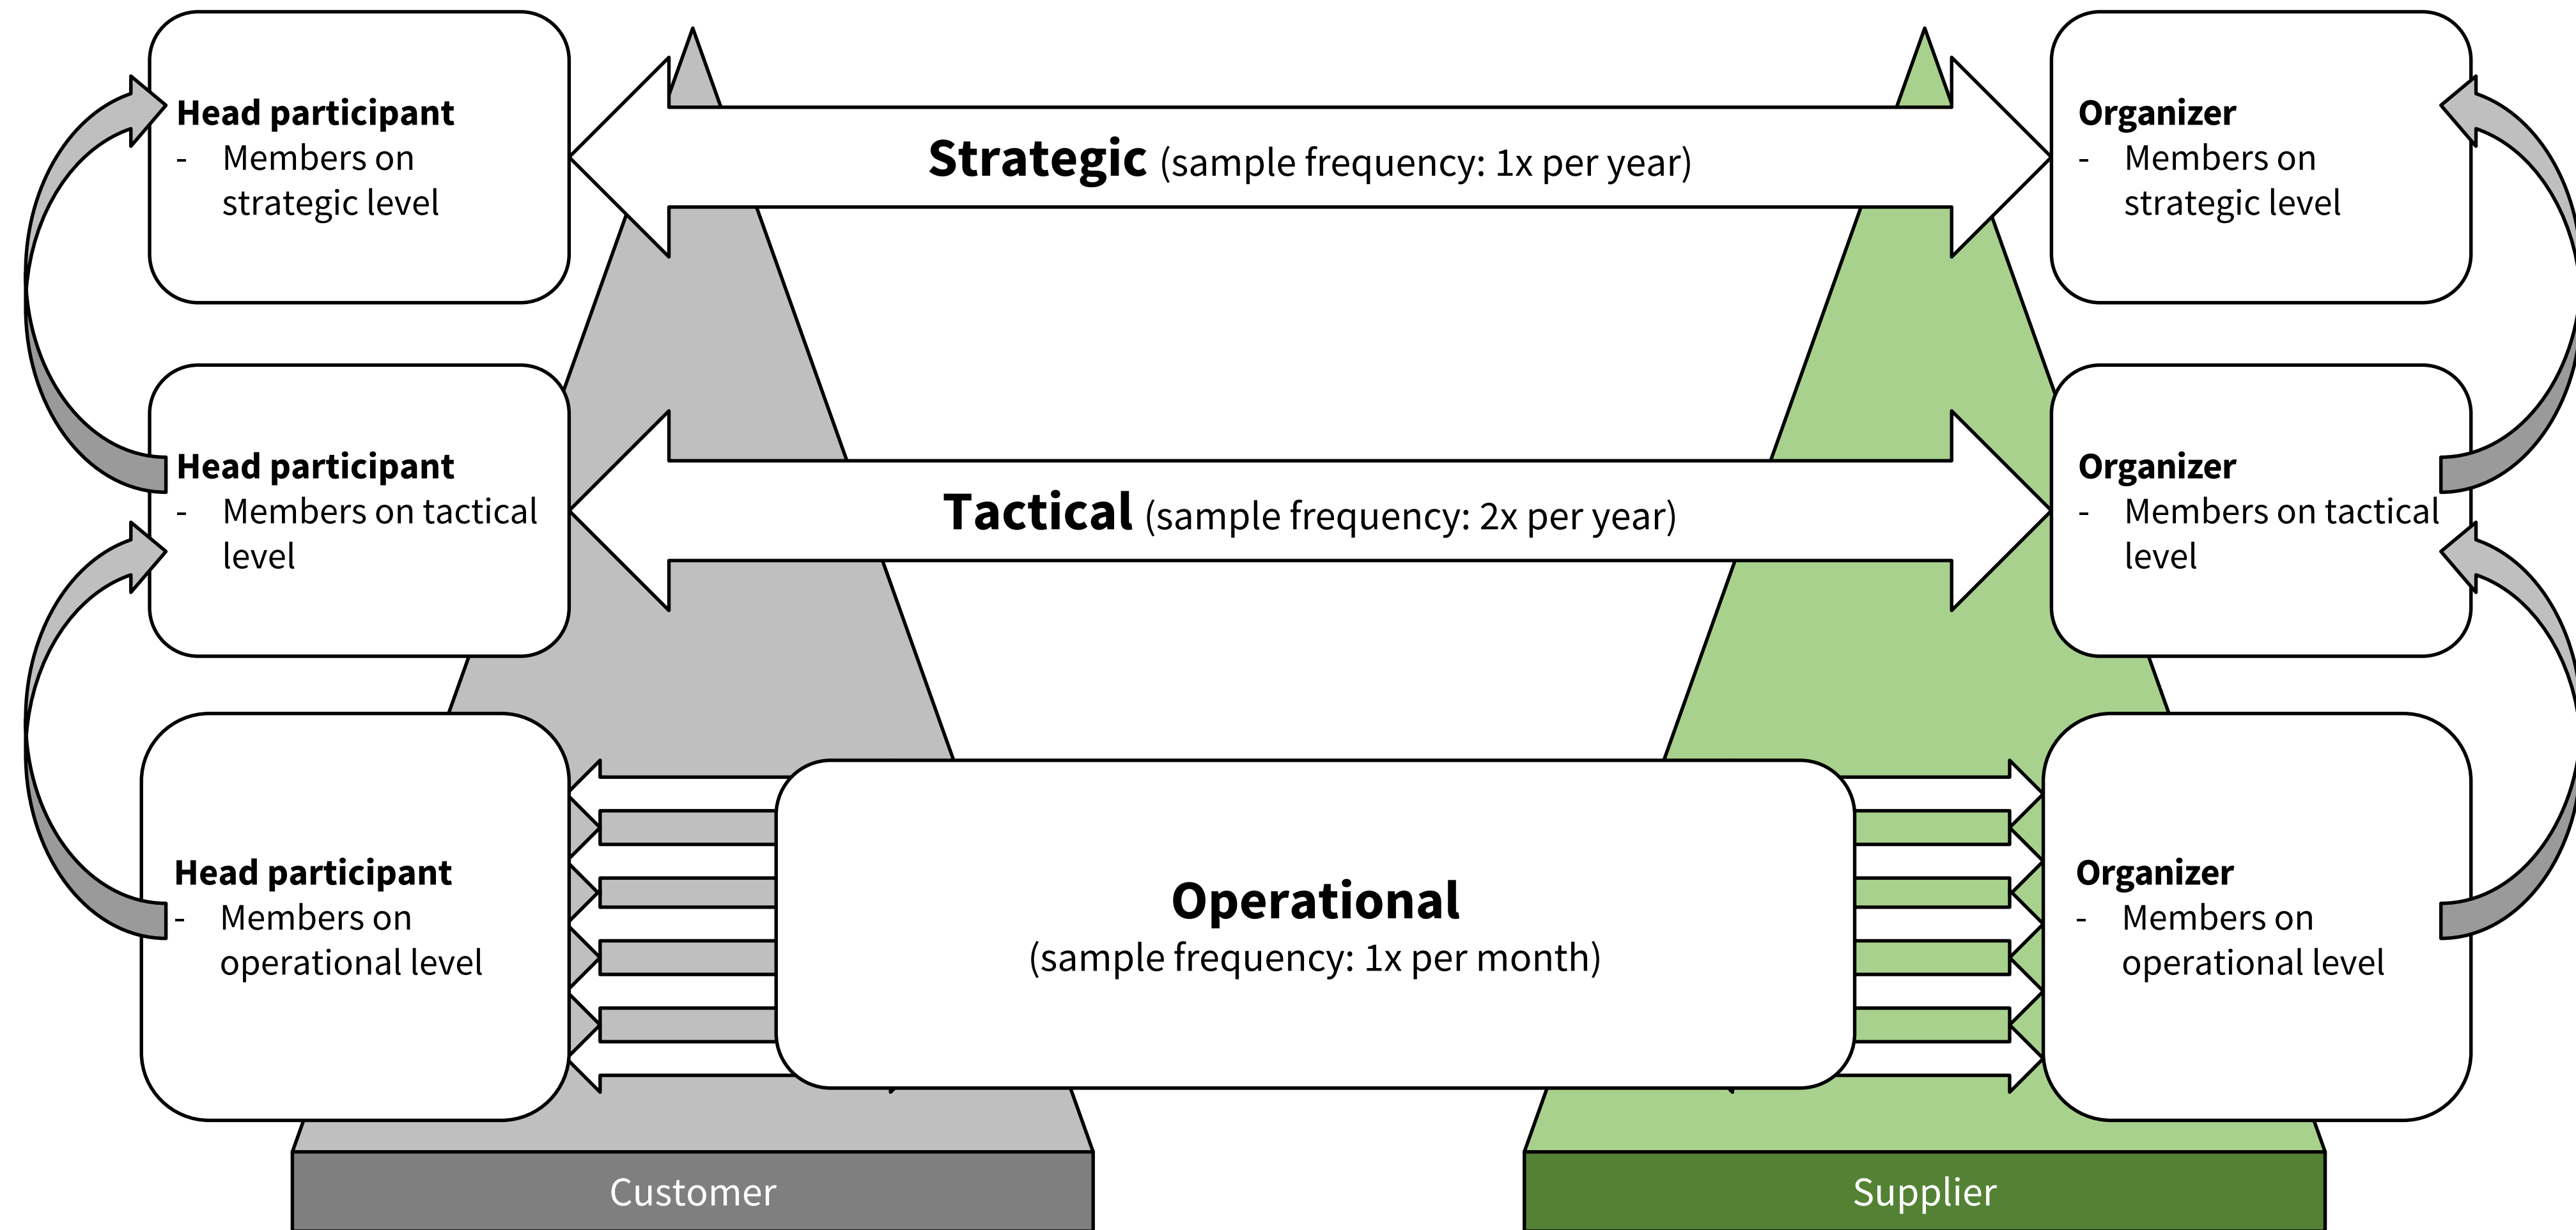 Head participant
- Members on
strategic level
Strategic (sample frequency: 1x per year)
Organizer
- Members on
strategic level
Head participant
- Members on tactical
level
Tactical (sample frequency: 2x per year)
Organizer
- Members on tactical
level
Head participant
- Members on
operational level
Operational
(sample frequency: 1x per month)
Organizer
- Members on
operational level
Customer
Supplier